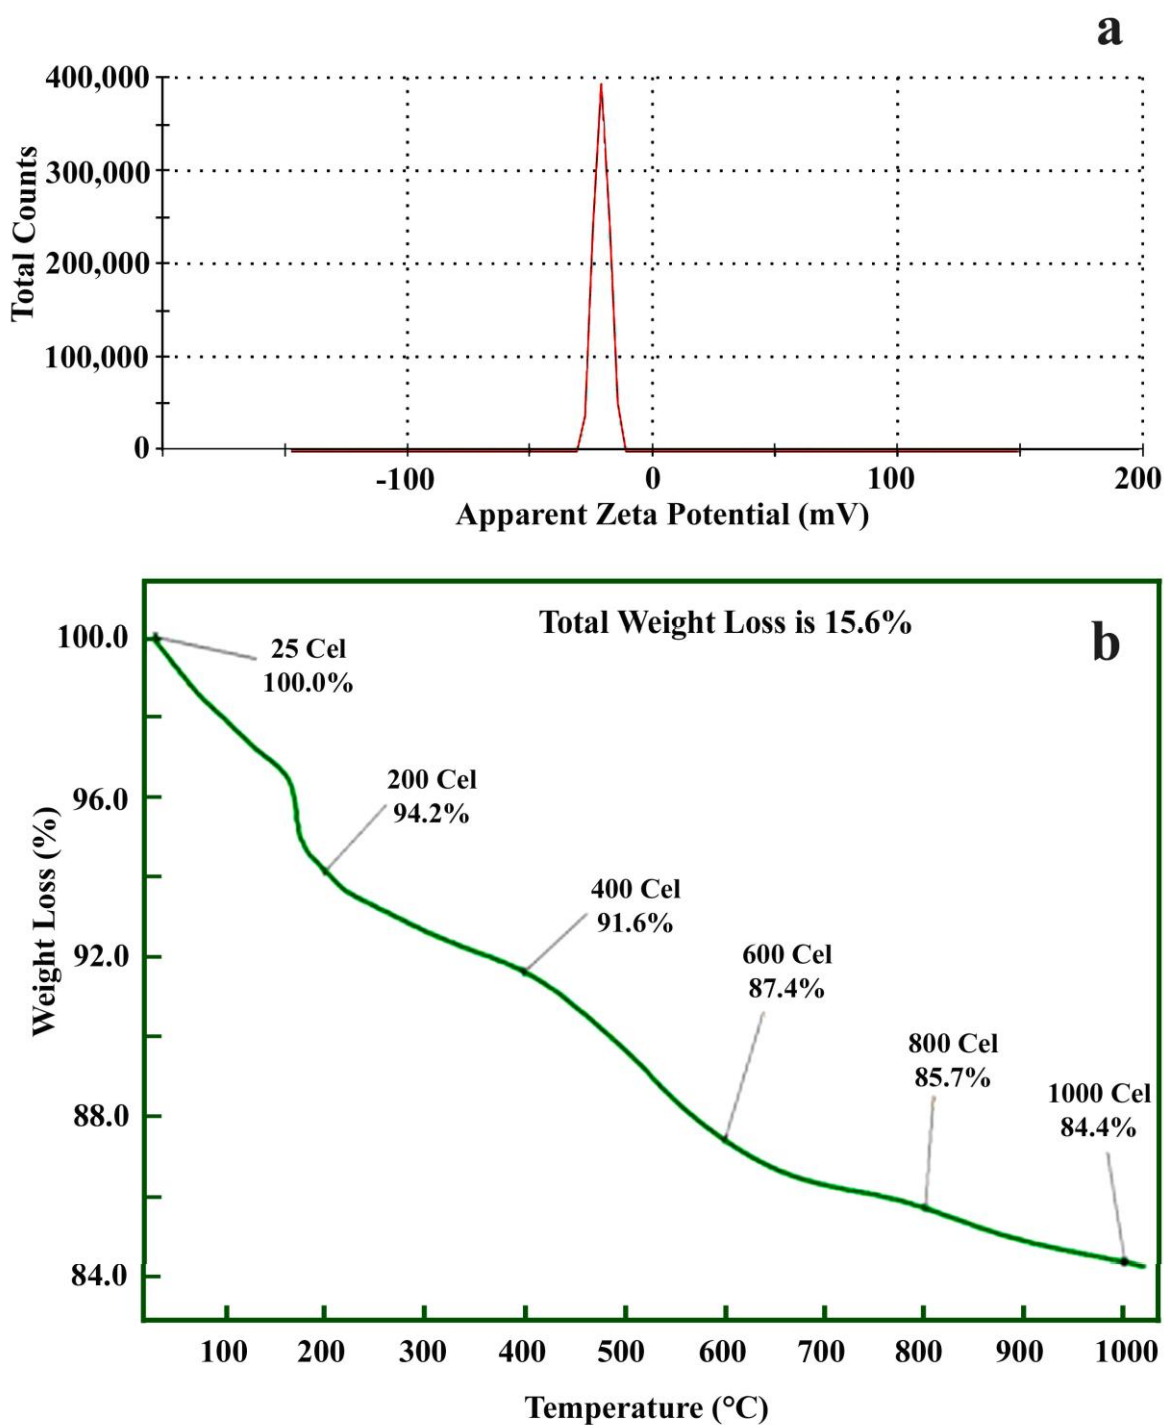 a
400,000
300,000
200,000
100,000
0
Total Counts
-100 0 100 200
Apparent Zeta Potential (mV)
Total Weight Loss is 15.6%
b
100.0
96.0
92.0
88.0
84.0
Weight Loss (%)
25 Cel
100.0%
200 Cel
94.2%
400 Cel
91.6%
600 Cel
87.4%
800 Cel
85.7%
1000 Cel
84.4%
100 200 300 400 500 600 700 800 900 1000
Temperature (°C)